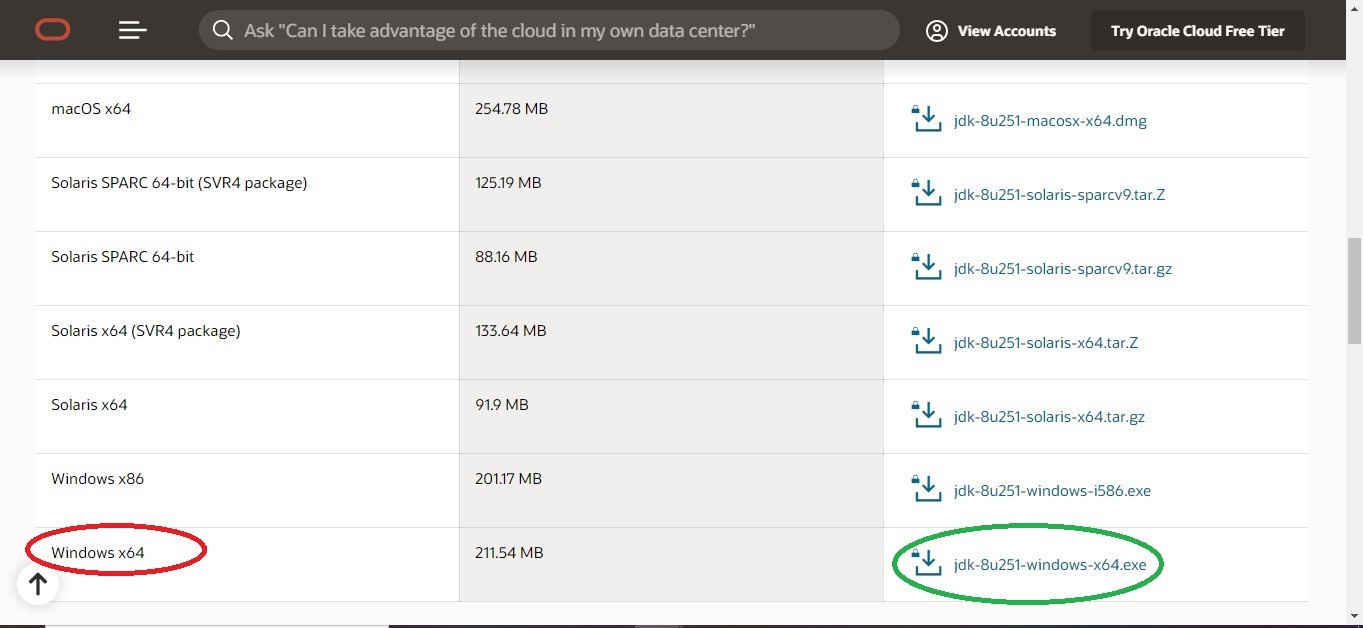 Ask "Can I take advantage of the cloud in my own data center?"
View Accounts
Try Oracle Cloud Free Tier
macOS x64 254.78 MB jdk-8u251-macosx-x64.dmg
Solaris SPARC 64-bit (SVR4 package) 125.19 MB jdk-8u251-solaris-sparcv9.tar.Z
Solaris SPARC 64-bit 88.16 MB jdk-8u251-solaris-sparcv9.tar.gz
Solaris x64 (SVR4 package) 133.64 MB jdk-8u251-solaris-x64.tar.Z
Solaris x64 91.9 MB jdk-8u251-solaris-x64.tar.gz
Windows x86 201.17 MB jdk-8u251-windows-i586.exe
Windows x64 211.54 MB jdk-8u251-windows-x64.exe